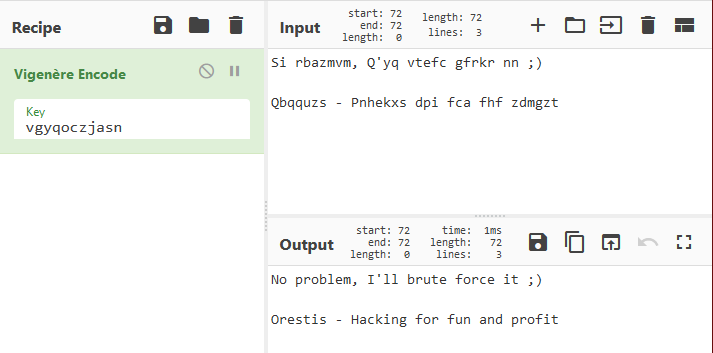 Recipe
Vigenère Encode
Key
vgyqoczjasn
Input
start: 72
end: 72
length: 0
length: 72
lines: 3
Si rbazmvm, Q'yq vtefc gfrkr nn ;)
Qbqquzs - Pnhekxs dpi fca fhf zdmgzt
Output
start: 72
end: 72
length: 0
time: 1ms
length: 72
lines: 3
No problem, I'll brute force it ;)
Orestis - Hacking for fun and profit